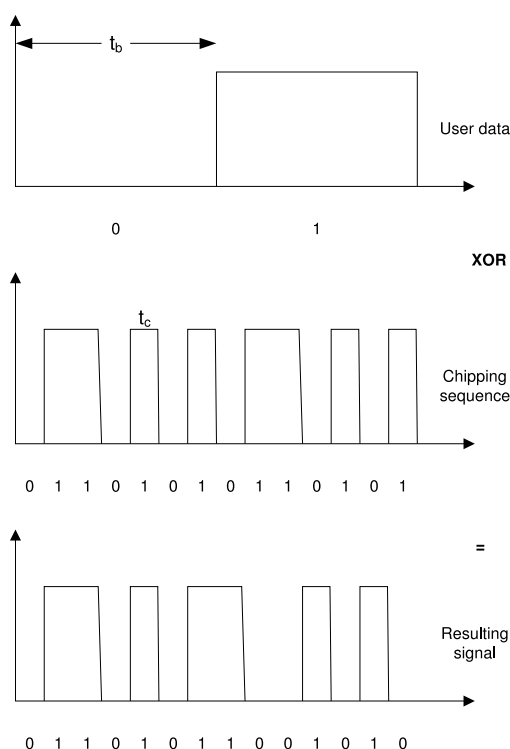 t_b
User data
0 1
XOR
t_c
Chipping
sequence
0 1 1 0 1 0 1 0 1 1 0 1 0 1
=
Resulting
signal
0 1 1 0 1 0 1 1 0 0 1 0 1 0